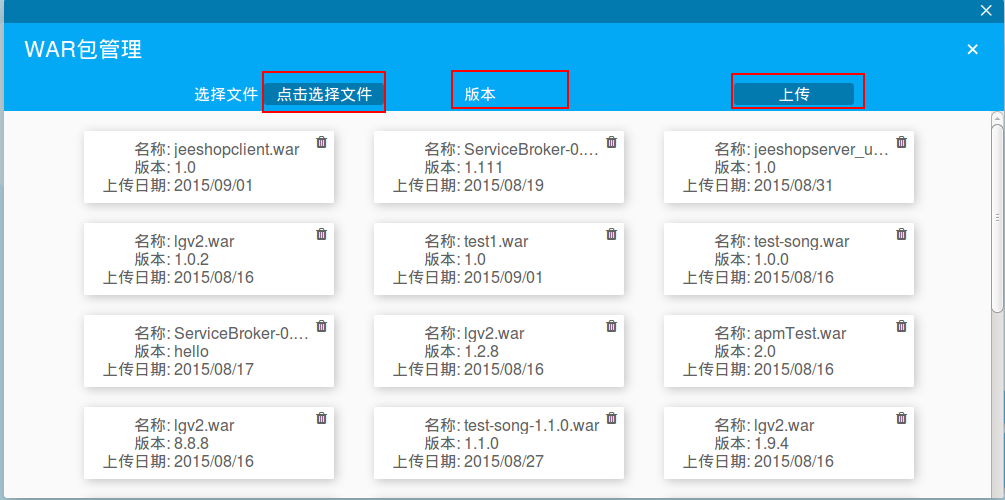 WAR包管理
选择文件 点击选择文件 版本 上传
名称: jeeshopclient.war
版本: 1.0
上传日期: 2015/09/01
名称: ServiceBroker-0.…
版本: 1.111
上传日期: 2015/08/19
名称: jeeshopserver_u…
版本: 1.0
上传日期: 2015/08/31
名称: lgv2.war
版本: 1.0.2
上传日期: 2015/08/16
名称: test1.war
版本: 1.0
上传日期: 2015/09/01
名称: test-song.war
版本: 1.0.0
上传日期: 2015/08/16
名称: ServiceBroker-0.…
版本: hello
上传日期: 2015/08/17
名称: lgv2.war
版本: 1.2.8
上传日期: 2015/08/16
名称: apmTest.war
版本: 2.0
上传日期: 2015/08/16
名称: lgv2.war
版本: 8.8.8
上传日期: 2015/08/16
名称: test-song-1.1.0.war
版本: 1.1.0
上传日期: 2015/08/27
名称: lgv2.war
版本: 1.9.4
上传日期: 2015/08/16